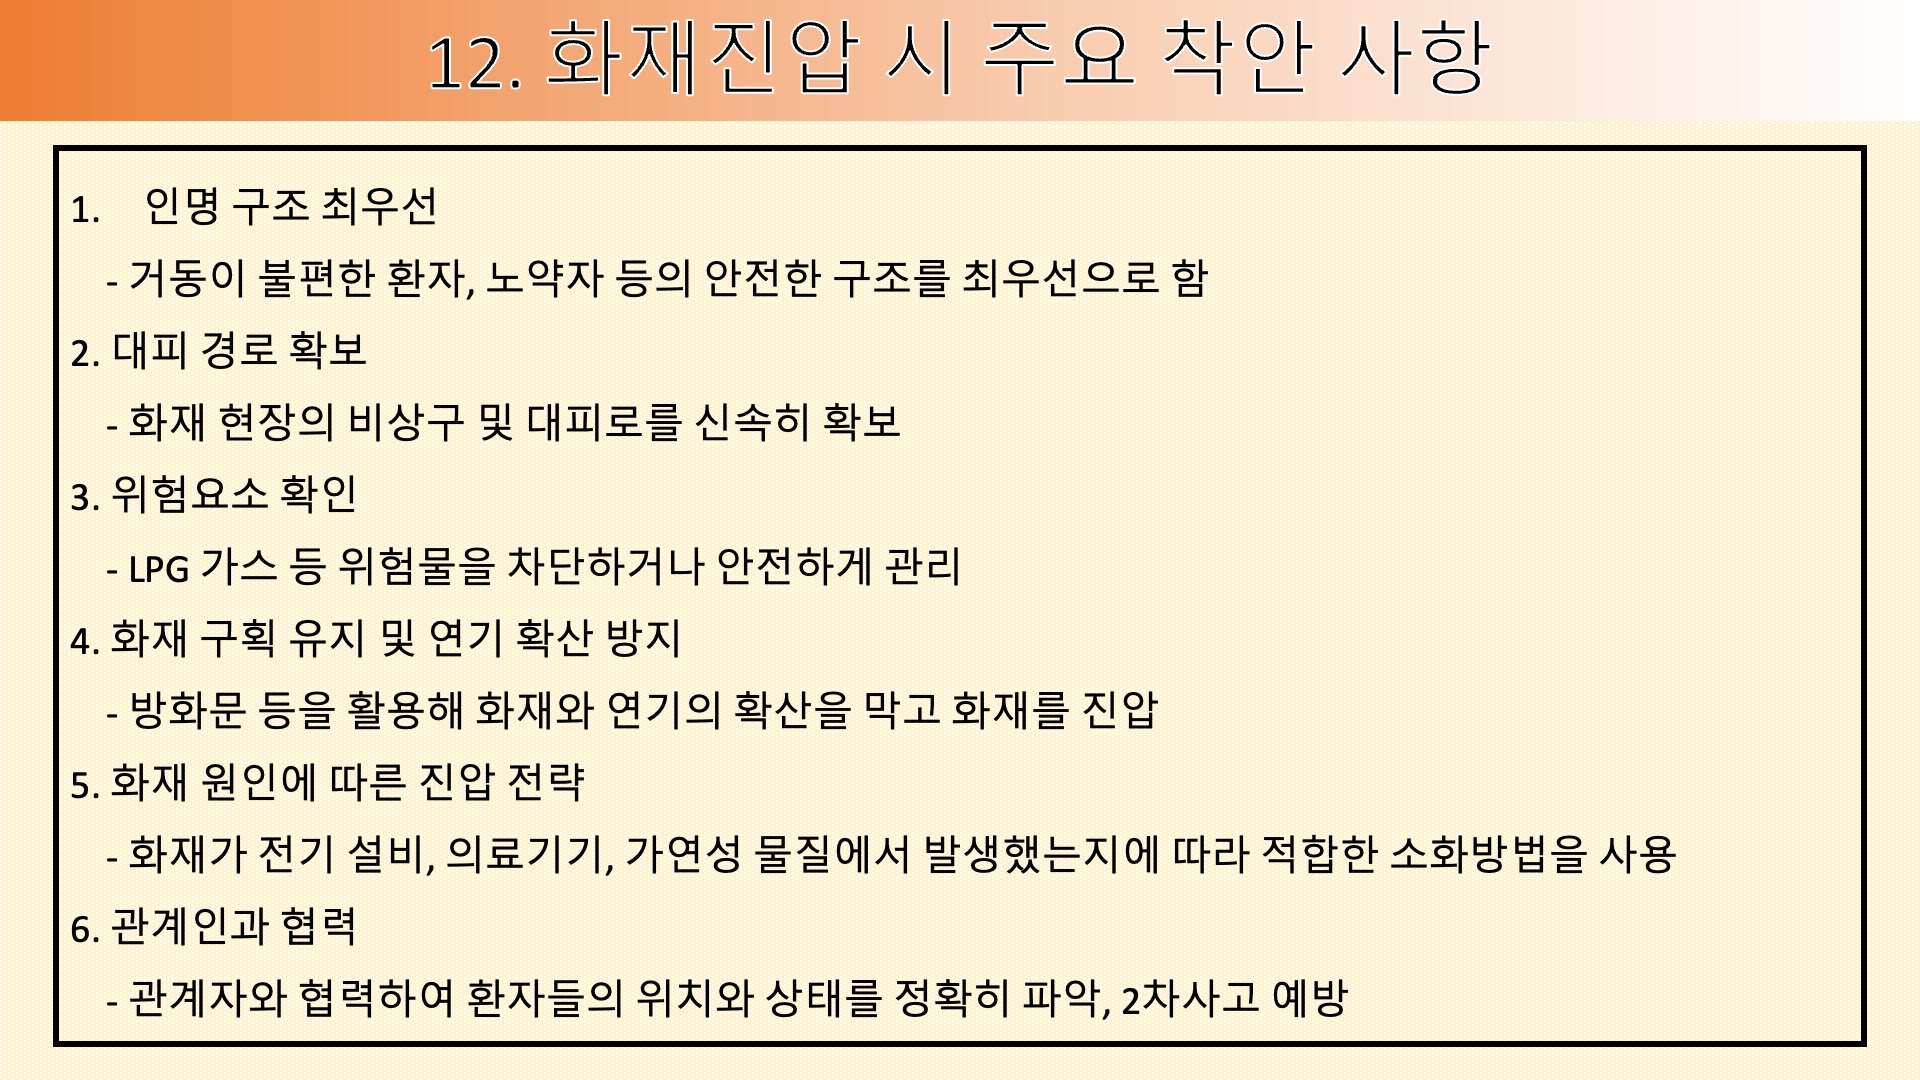 12. 화재진압 시 주요 착안 사항
1. 인명 구조 최우선
- 거동이 불편한 환자, 노약자 등의 안전한 구조를 최우선으로 함
2. 대피 경로 확보
- 화재 현장의 비상구 및 대피로를 신속히 확보
3. 위험요소 확인
- LPG 가스 등 위험물을 차단하거나 안전하게 관리
4. 화재 구획 유지 및 연기 확산 방지
- 방화문 등을 활용해 화재와 연기의 확산을 막고 화재를 진압
5. 화재 원인에 따른 진압 전략
- 화재가 전기 설비, 의료기기, 가연성 물질에서 발생했는지에 따라 적합한 소화방법을 사용
6. 관계인과 협력
- 관계자와 협력하여 환자들의 위치와 상태를 정확히 파악, 2차사고 예방